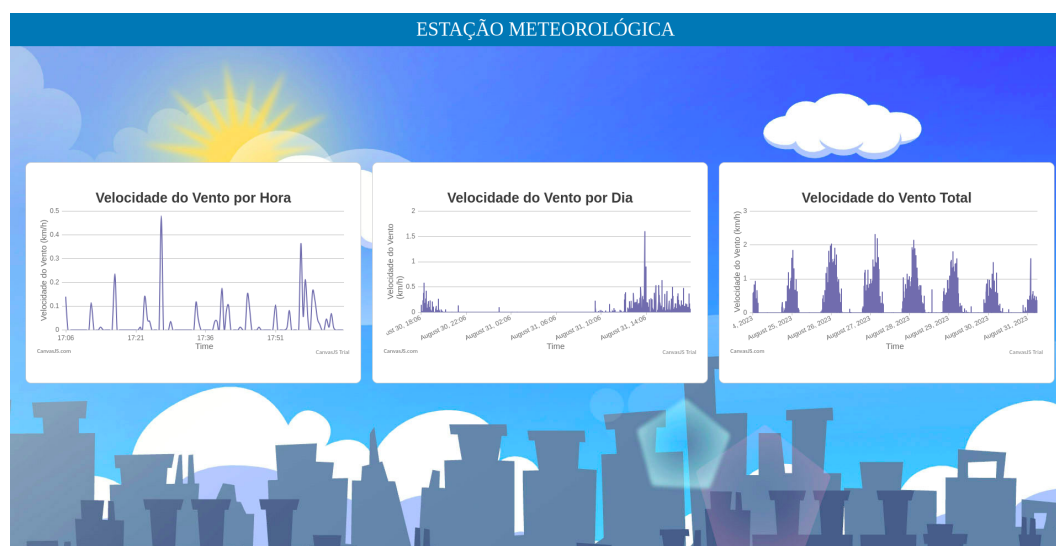 ESTAÇÃO METEOROLÓGICA
Velocidade do Vento por Hora
Velocidade do Vento (km/h)
0.5
0.4
0.3
0.2
0.1
0
17:06
17:21
17:36
17:51
Time
CanvasJS.com
CanvasJS Trial
Velocidade do Vento por Dia
Velocidade do Vento
(km/h)
2
1.5
1
0.5
0
ust 30, 18:06
August 30, 22:06
August 31, 02:06
August 31, 06:06
August 31, 10:06
August 31, 14:06
Time
CanvasJS.com
CanvasJS Trial
Velocidade do Vento Total
Velocidade do Vento (km/h)
3
2
1
0
4, 2023
August 25, 2023
August 26, 2023
August 27, 2023
August 28, 2023
August 29, 2023
August 30, 2023
August 31, 2023
Time
CanvasJS.com
CanvasJS Trial